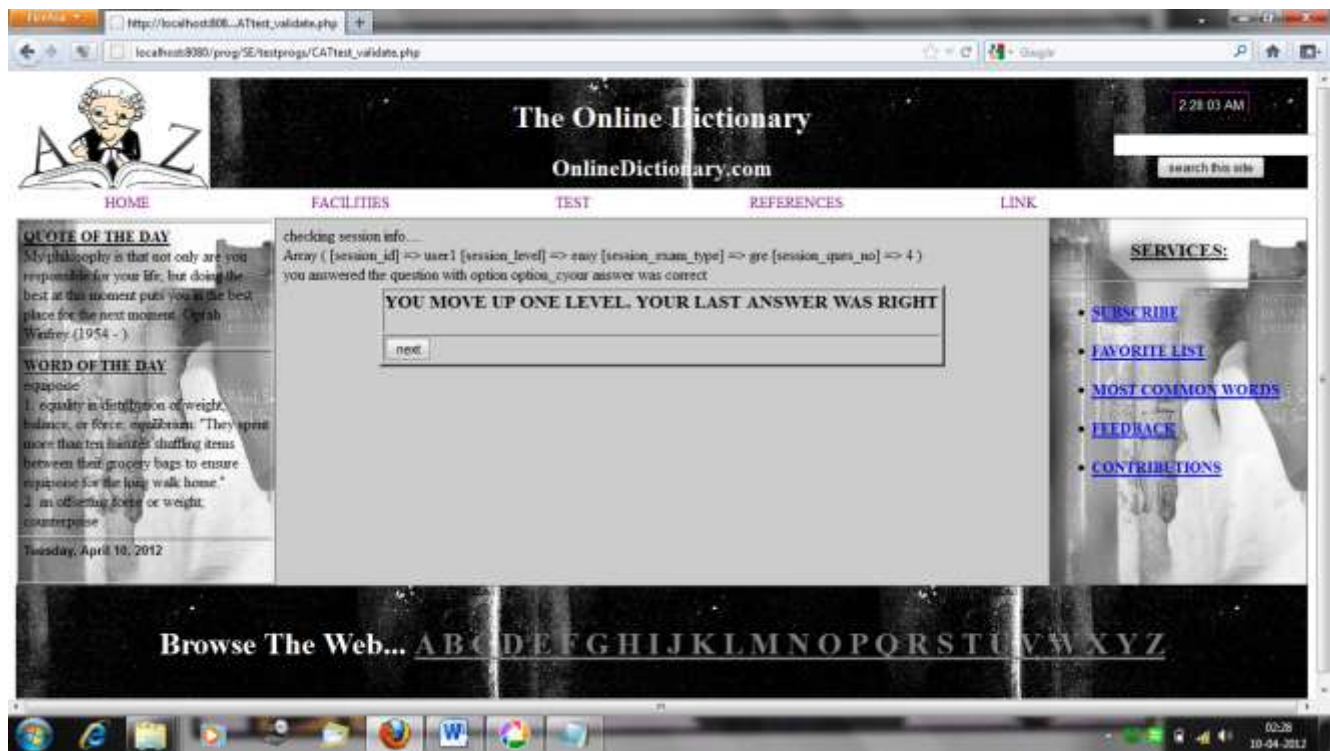 Firefox
http://localhost:808...ATtest_validate.php
localhost:8080/prog/SE/testprogs/CATtest_validate.php
Google
A Z
The Online Dictionary
OnlineDictionary.com
2:28:03 AM
search this site
HOME FACILITIES TEST REFERENCES LINK
QUOTE OF THE DAY
My philosophy is that not only are you
responsible for your life, but doing the
best at this moment puts you in the best
place for the next moment. Oprah
Winfrey (1954 - )
WORD OF THE DAY
equipoise
1. equality in distribution of weight,
balance, or force; equilibrium: "They spent
more than ten minutes shuffling items
between their grocery bags to ensure
equipoise for the long walk home."
2. an offsetting force or weight;
counterpoise
Tuesday, April 10, 2012
checking session info....
Array ( [session_id] => user1 [session_level] => easy [session_exam_type] => gre [session_ques_no] => 4 )
you answered the question with option option_cyour answer was correct
YOU MOVE UP ONE LEVEL. YOUR LAST ANSWER WAS RIGHT
next
SERVICES:
SUBSCRIBE
FAVORITE LIST
MOST COMMON WORDS
FEEDBACK
CONTRIBUTIONS
Browse The Web... A B C D E F G H I J K L M N O P Q R S T U V W X Y Z
02:28
10-04-2012